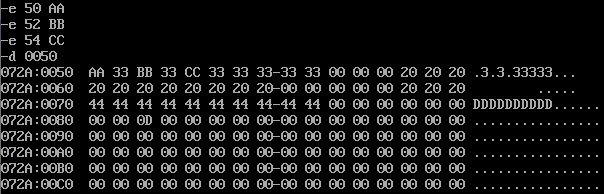 -e 50 AA
-e 52 BB
-e 54 CC
-d 0050
072A:0050  AA 33 BB 33 CC 33 33 33-33 33 00 00 00 20 20 20  .3.3.33333...
072A:0060  20 20 20 20 20 20 20 20-00 00 00 00 00 00 00 00          ........
072A:0070  44 44 44 44 44 44 44 44-44 44 00 00 00 00 00 00  DDDDDDDDDD......
072A:0080  00 00 0D 00 00 00 00 00-00 00 00 00 00 00 00 00  ................
072A:0090  00 00 00 00 00 00 00 00-00 00 00 00 00 00 00 00  ................
072A:00A0  00 00 00 00 00 00 00 00-00 00 00 00 00 00 00 00  ................
072A:00B0  00 00 00 00 00 00 00 00-00 00 00 00 00 00 00 00  ................
072A:00C0  00 00 00 00 00 00 00 00-00 00 00 00 00 00 00 00  ................